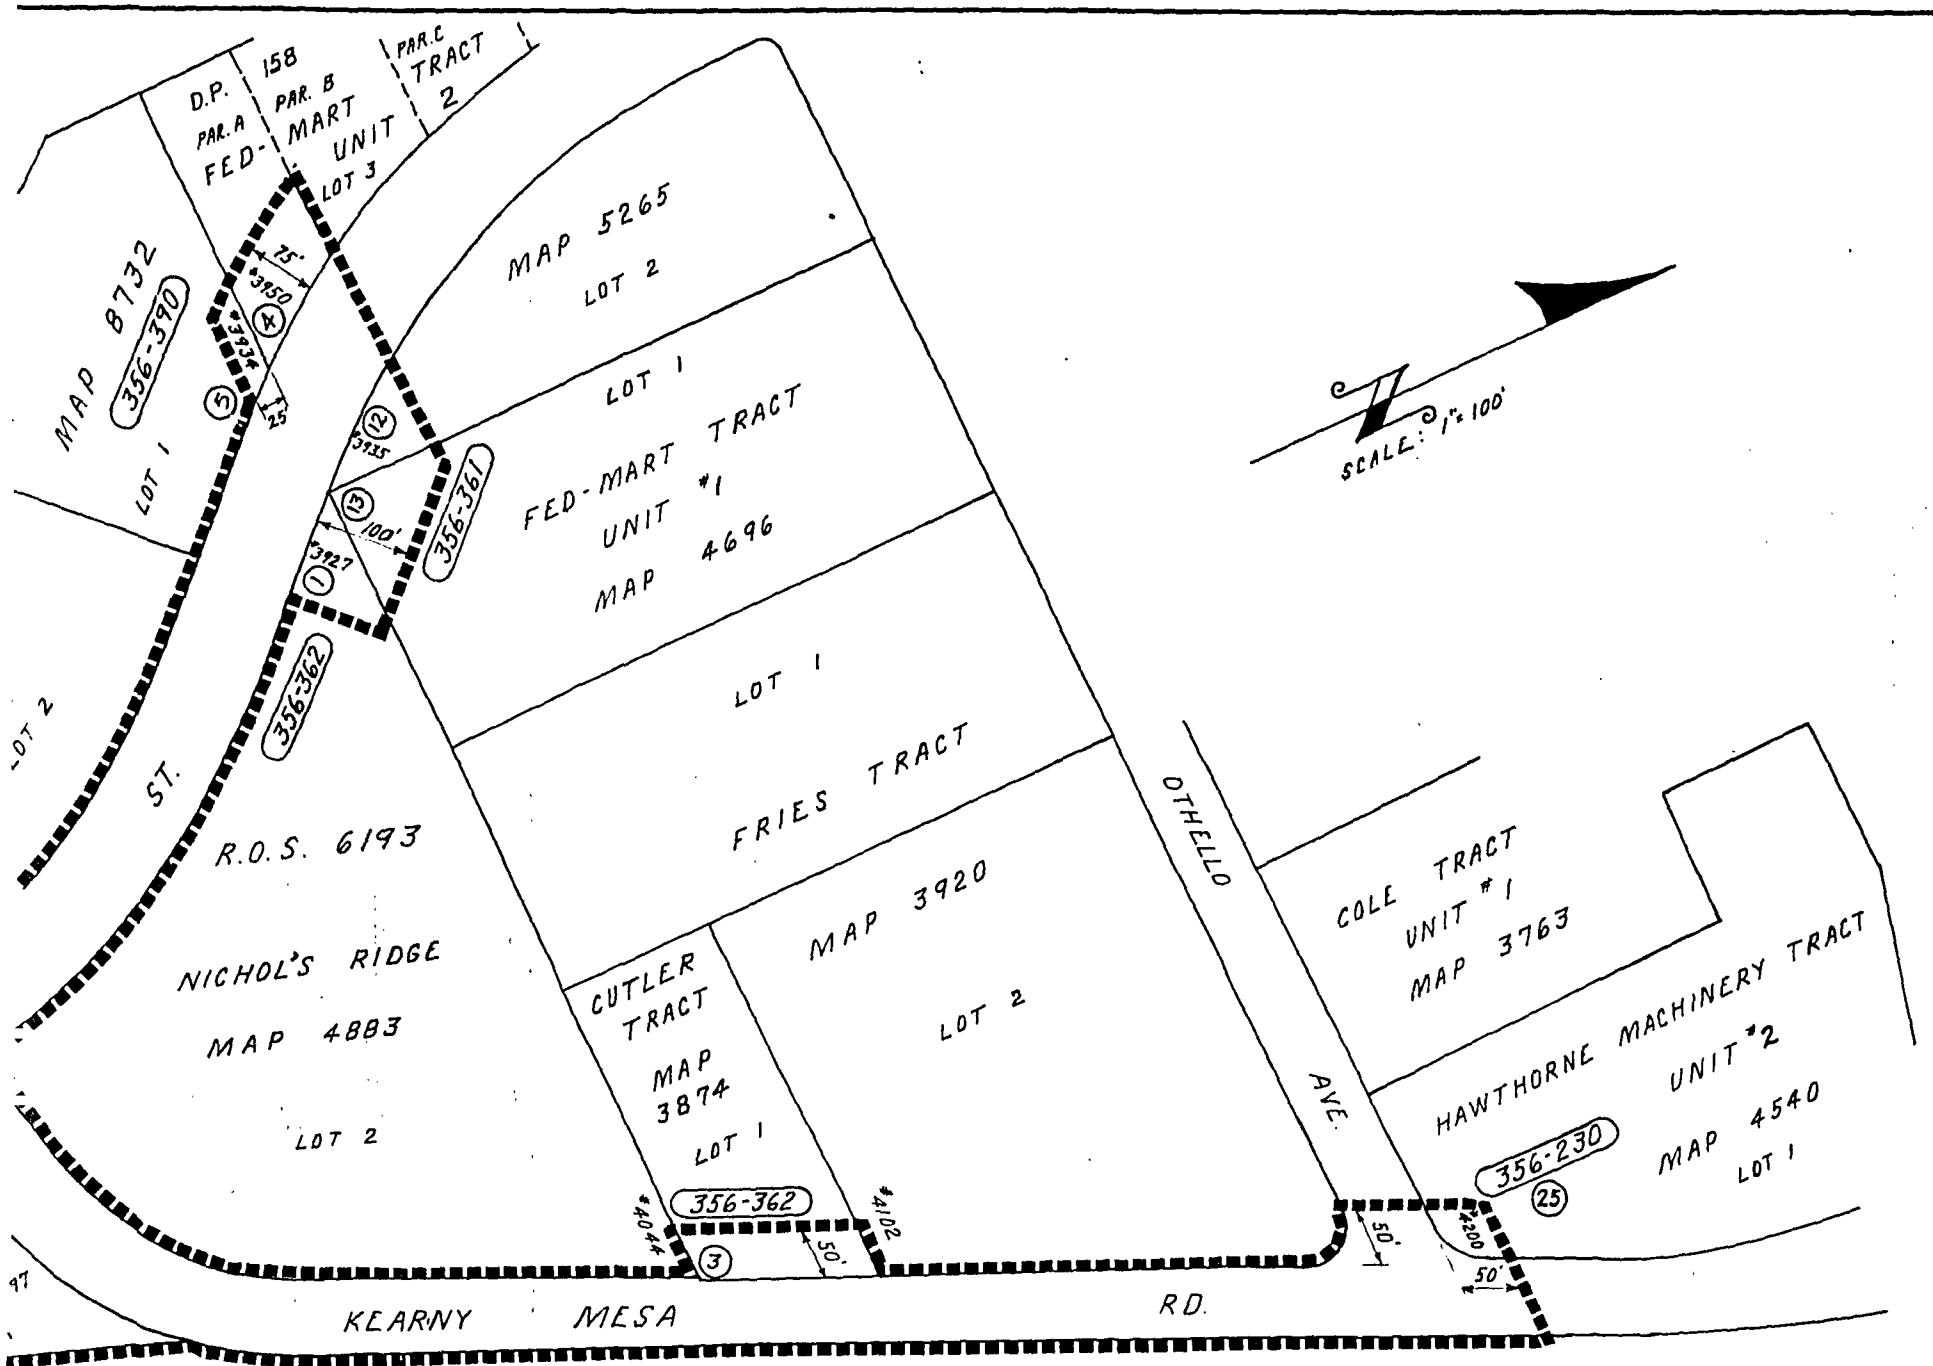 D.P. 158
PAR. A
PAR. B
PAR. C
TRACT
2
FED-MART
UNIT
LOT 3
MAP 8732
356-390
LOT 1
LOT 2
75'
#3950
4
#3934
5
25'
12
#3935
13
100'
#3927
1
356-361
356-362
ST.
MAP 5265
LOT 2
LOT 1
FED-MART TRACT
UNIT #1
MAP 4696
LOT 1
FRIES TRACT
MAP 3920
LOT 2
SCALE: 1"=100'
R.O.S. 6193
NICHOL'S RIDGE
MAP 4883
LOT 2
CUTLER
TRACT
MAP
3874
LOT 1
356-362
#4044
3
50'
#4102
OTHELLO
AVE.
COLE TRACT
UNIT #1
MAP 3763
HAWTHORNE MACHINERY TRACT
UNIT #2
MAP 4540
LOT 1
356-230
25
#4200
50'
50'
97
KEARNY MESA RD.